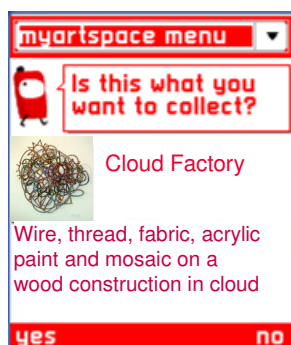 myartspace menu
Is this what you
want to collect?
Cloud Factory
Wire, thread, fabric, acrylic
paint and mosaic on a
wood construction in cloud
yes no